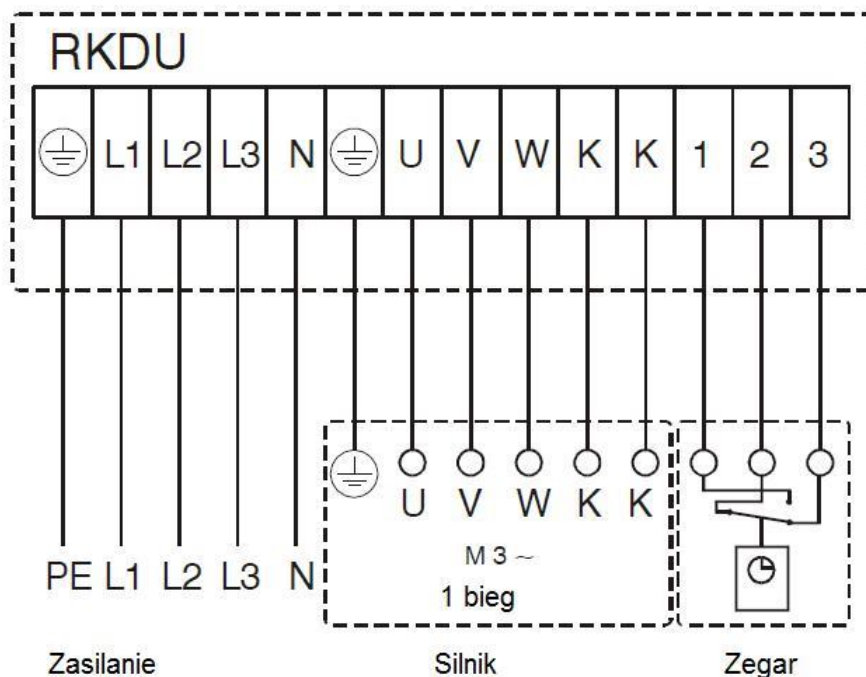 RKDU
L1 L2 L3 N U V W K K 1 2 3
U V W K K
M 3 ~
1 bieg
PE L1 L2 L3 N
Zasilanie Silnik Zegar